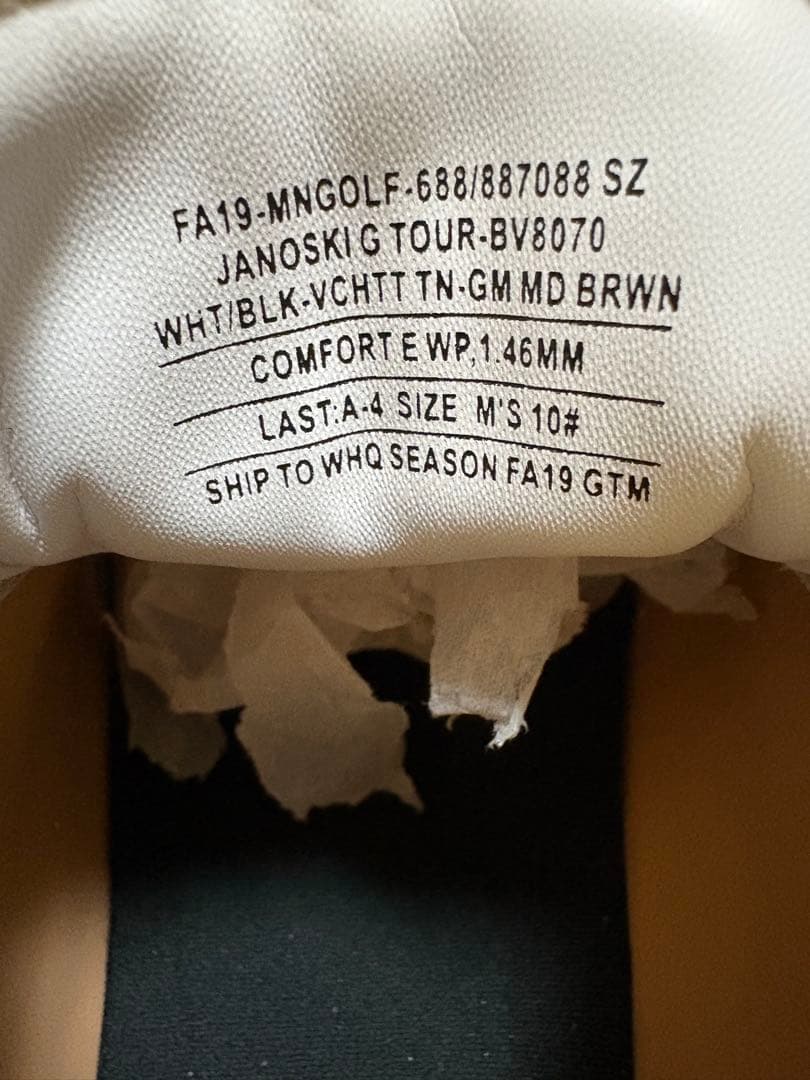 FA19-MNGOLF-688/887088 SZ
JANOSKI G TOUR-BV8070
WHT/BLK-VCHTT TN-GM MD BRWN
COMFORT E WP,1.46MM
LAST:A-4 SIZE M'S 10#
SHIP TO WHQ SEASON FA19 GTM